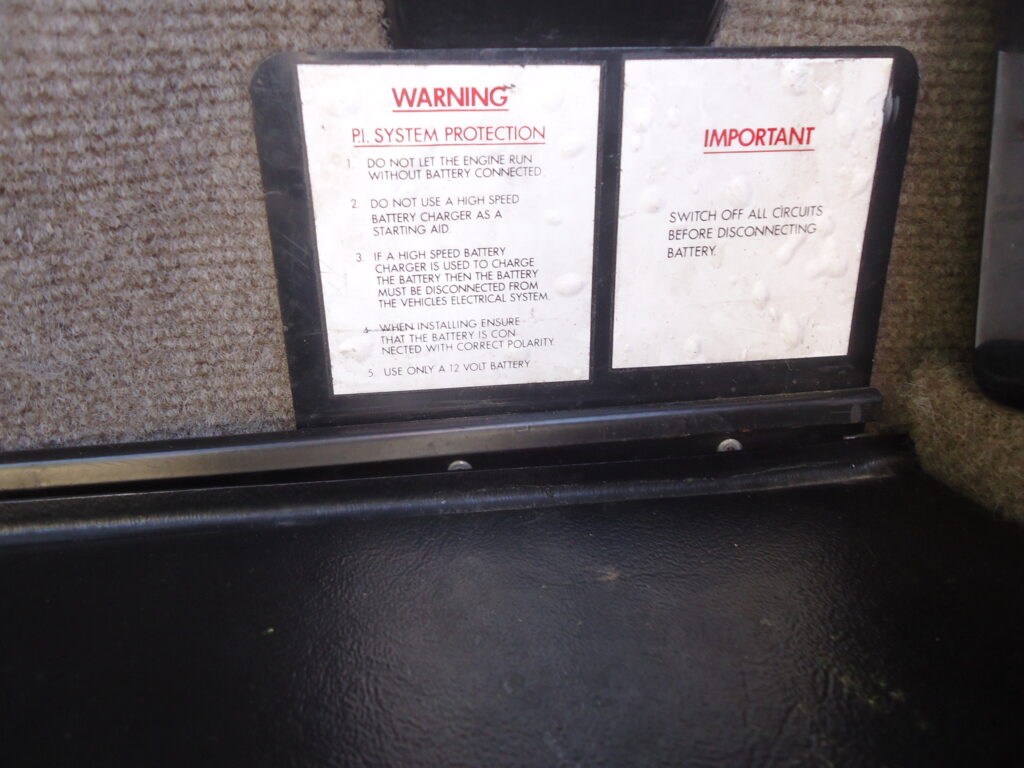 WARNING
P.I. SYSTEM PROTECTION
1. DO NOT LET THE ENGINE RUN
WITHOUT BATTERY CONNECTED.
2. DO NOT USE A HIGH SPEED
BATTERY CHARGER AS A
STARTING AID.
3. IF A HIGH SPEED BATTERY
CHARGER IS USED TO CHARGE
THE BATTERY THEN THE BATTERY
MUST BE DISCONNECTED FROM
THE VEHICLES ELECTRICAL SYSTEM.
4. WHEN INSTALLING ENSURE
THAT THE BATTERY IS CON
NECTED WITH CORRECT POLARITY.
5. USE ONLY A 12 VOLT BATTERY
IMPORTANT
SWITCH OFF ALL CIRCUITS
BEFORE DISCONNECTING
BATTERY.